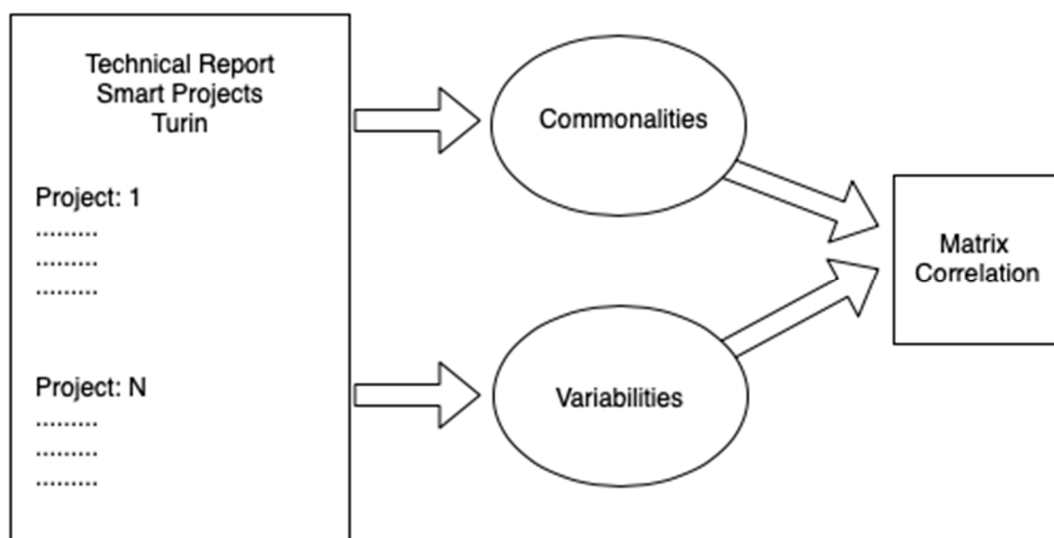 Technical Report
Smart Projects
Turin
Project: 1
.........
.........
.........
Project: N
.........
.........
.........
Commonalities
Variabilities
Matrix
Correlation